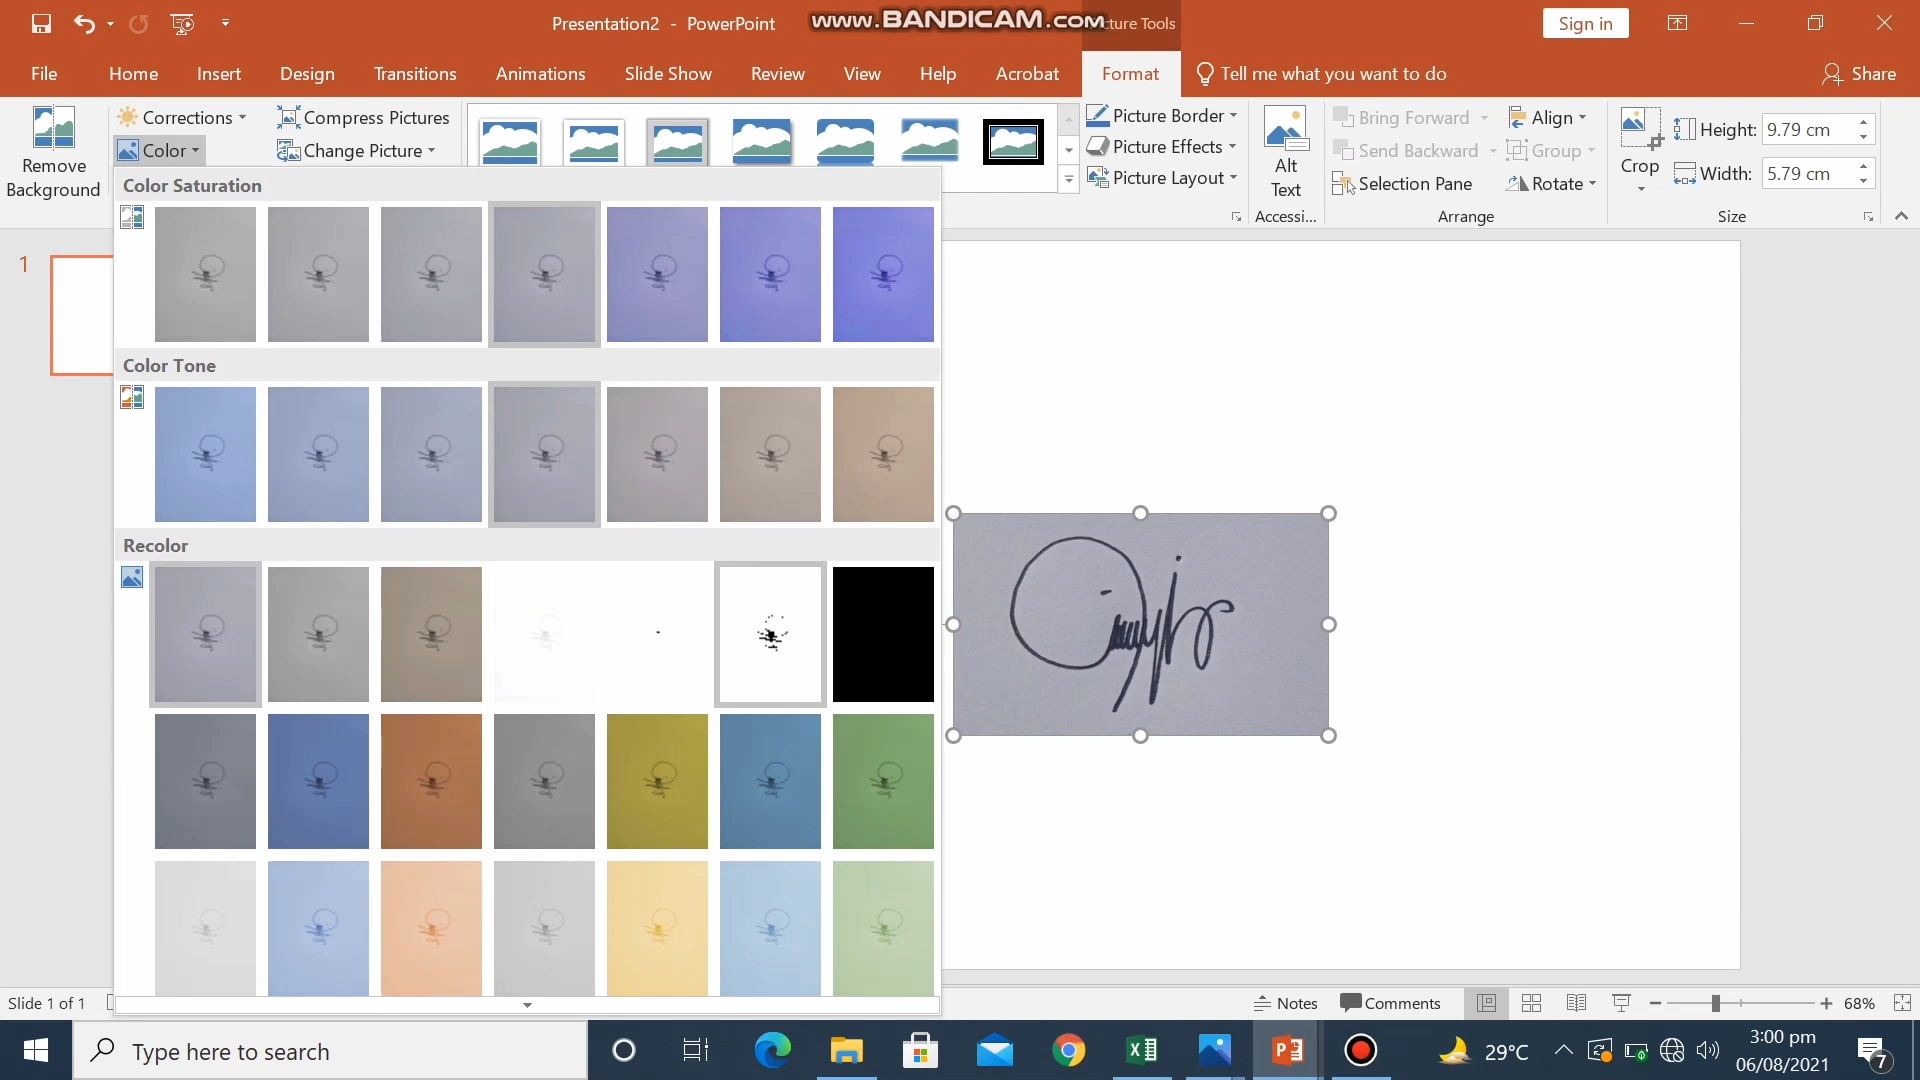 Presentation2 - PowerPoint
www.BANDICAM.com
cture Tools
Sign in
File Home Insert Design Transitions Animations Slide Show Review View Help Acrobat Format Tell me what you want to do Share
Remove Background
Corrections
Color
Compress Pictures
Change Picture
Picture Border
Picture Effects
Picture Layout
Alt Text
Accessi...
Bring Forward
Send Backward
Selection Pane
Align
Group
Rotate
Arrange
Crop
Height: 9.79 cm
Width: 5.79 cm
Size
Color Saturation
1
Color Tone
Recolor
Slide 1 of 1
Notes Comments 68%
Type here to search
29°C
3:00 pm
06/08/2021
7